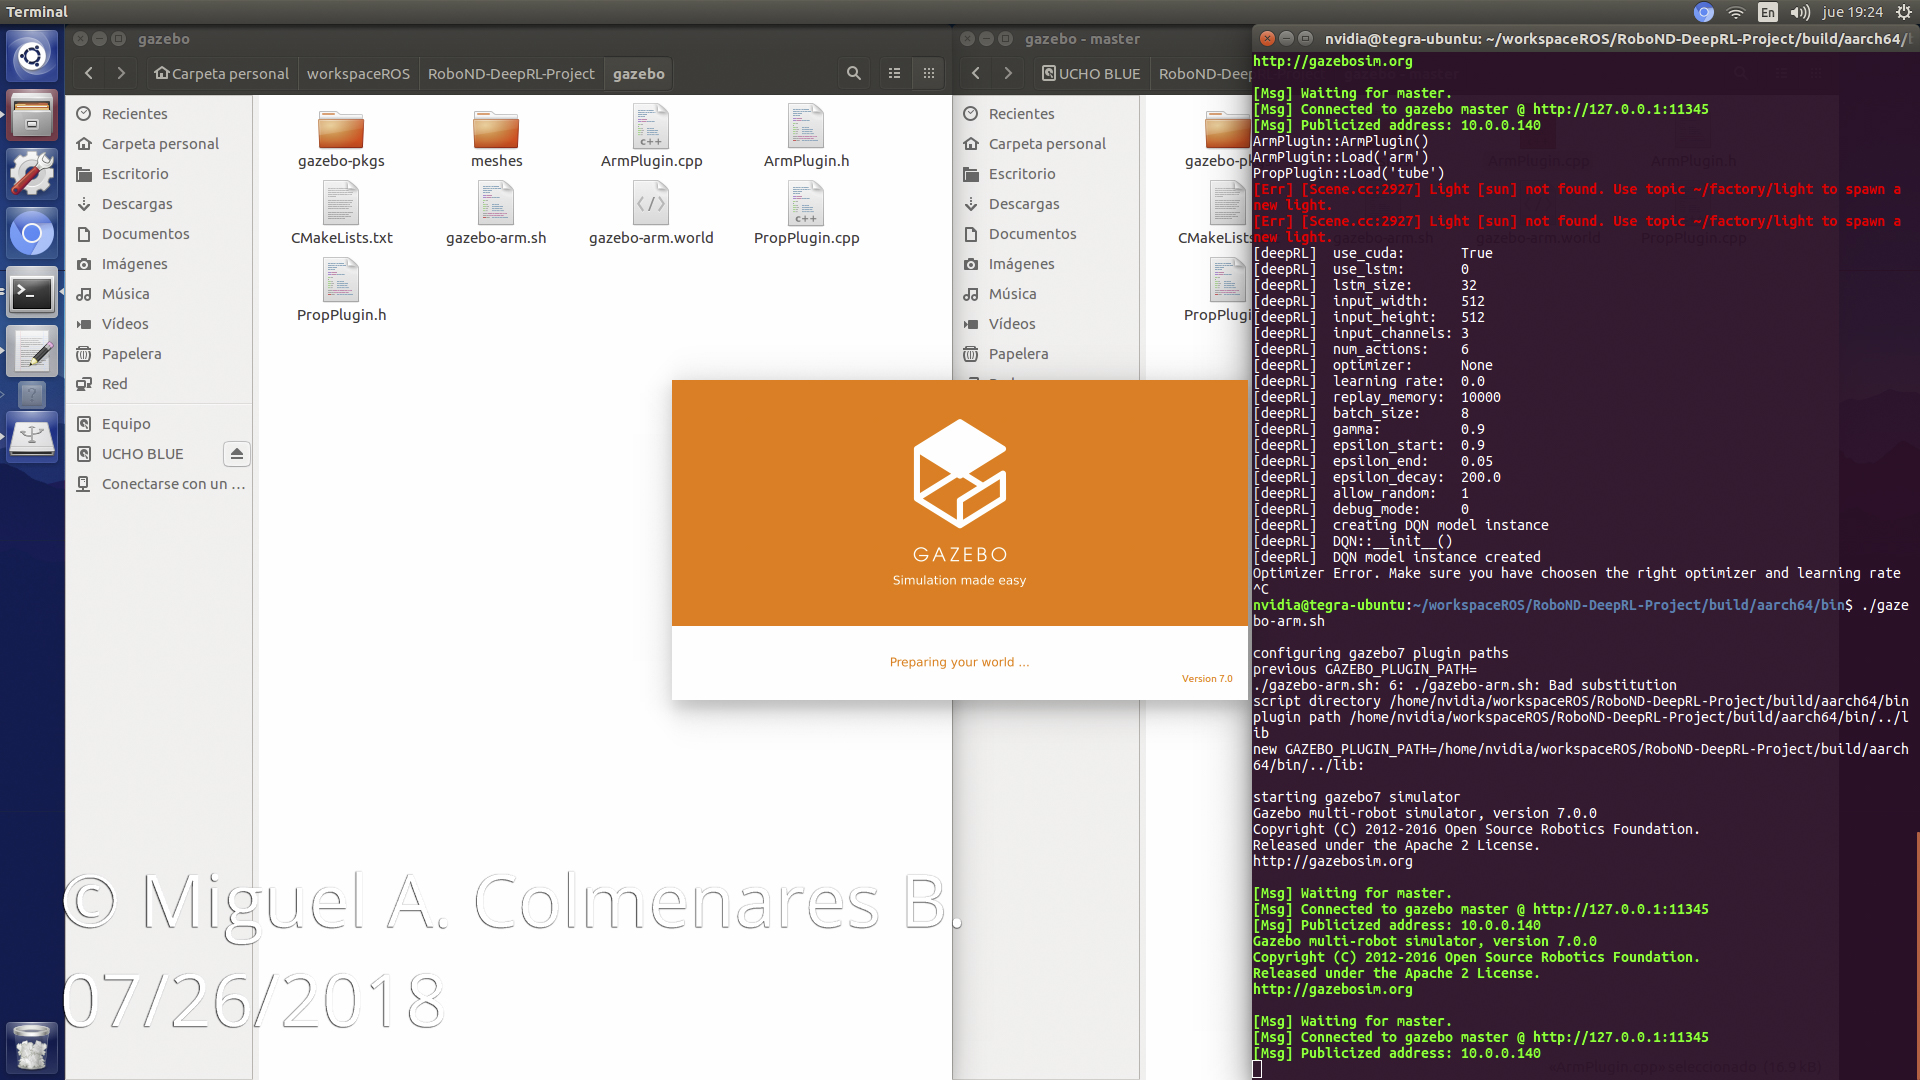 Terminal
En
jue 19:24
gazebo
Carpeta personal
workspaceROS
RoboND-DeepRL-Project
gazebo
Recientes
Carpeta personal
Escritorio
Descargas
Documentos
Imágenes
Música
Vídeos
Papelera
Red
Equipo
UCHO BLUE
Conectarse con un ...
gazebo-pkgs
meshes
ArmPlugin.cpp
ArmPlugin.h
CMakeLists.txt
gazebo-arm.sh
gazebo-arm.world
PropPlugin.cpp
PropPlugin.h
gazebo - master
UCHO BLUE
RoboND-Dee
Recientes
Carpeta personal
Escritorio
Descargas
Documentos
Imágenes
Música
Vídeos
Papelera
gazebo-pk
CMakeLists
PropPlugi
GAZEBO
Simulation made easy
Preparing your world ...
Version 7.0
nvidia@tegra-ubuntu: ~/workspaceROS/RoboND-DeepRL-Project/build/aarch64/
http://gazebosim.org
[Msg] Waiting for master.
[Msg] Connected to gazebo master @ http://127.0.0.1:11345
[Msg] Publicized address: 10.0.0.140
ArmPlugin::ArmPlugin()
ArmPlugin::Load('arm')
PropPlugin::Load('tube')
[Err] [Scene.cc:2927] Light [sun] not found. Use topic ~/factory/light to spawn a
new light.
[Err] [Scene.cc:2927] Light [sun] not found. Use topic ~/factory/light to spawn a
new light.
[deepRL]  use_cuda:       True
[deepRL]  use_lstm:       0
[deepRL]  lstm_size:      32
[deepRL]  input_width:    512
[deepRL]  input_height:   512
[deepRL]  input_channels: 3
[deepRL]  num_actions:    6
[deepRL]  optimizer:      None
[deepRL]  learning rate:  0.0
[deepRL]  replay_memory:  10000
[deepRL]  batch_size:     8
[deepRL]  gamma:          0.9
[deepRL]  epsilon_start:  0.9
[deepRL]  epsilon_end:    0.05
[deepRL]  epsilon_decay:  200.0
[deepRL]  allow_random:   1
[deepRL]  debug_mode:     0
[deepRL]  creating DQN model instance
[deepRL]  DQN::__init__()
[deepRL]  DQN model instance created
Optimizer Error. Make sure you have choosen the right optimizer and learning rate
^C
nvidia@tegra-ubuntu:~/workspaceROS/RoboND-DeepRL-Project/build/aarch64/bin$ ./gaze
bo-arm.sh
configuring gazebo7 plugin paths
previous GAZEBO_PLUGIN_PATH=
./gazebo-arm.sh: 6: ./gazebo-arm.sh: Bad substitution
script directory /home/nvidia/workspaceROS/RoboND-DeepRL-Project/build/aarch64/bin
plugin path /home/nvidia/workspaceROS/RoboND-DeepRL-Project/build/aarch64/bin/../l
ib
new GAZEBO_PLUGIN_PATH=/home/nvidia/workspaceROS/RoboND-DeepRL-Project/build/aarch
64/bin/../lib:
starting gazebo7 simulator
Gazebo multi-robot simulator, version 7.0.0
Copyright (C) 2012-2016 Open Source Robotics Foundation.
Released under the Apache 2 License.
http://gazebosim.org
[Msg] Waiting for master.
[Msg] Connected to gazebo master @ http://127.0.0.1:11345
[Msg] Publicized address: 10.0.0.140
Gazebo multi-robot simulator, version 7.0.0
Copyright (C) 2012-2016 Open Source Robotics Foundation.
Released under the Apache 2 License.
http://gazebosim.org
[Msg] Waiting for master.
[Msg] Connected to gazebo master @ http://127.0.0.1:11345
[Msg] Publicized address: 10.0.0.140
© Miguel A. Colmenares B.
07/26/2018